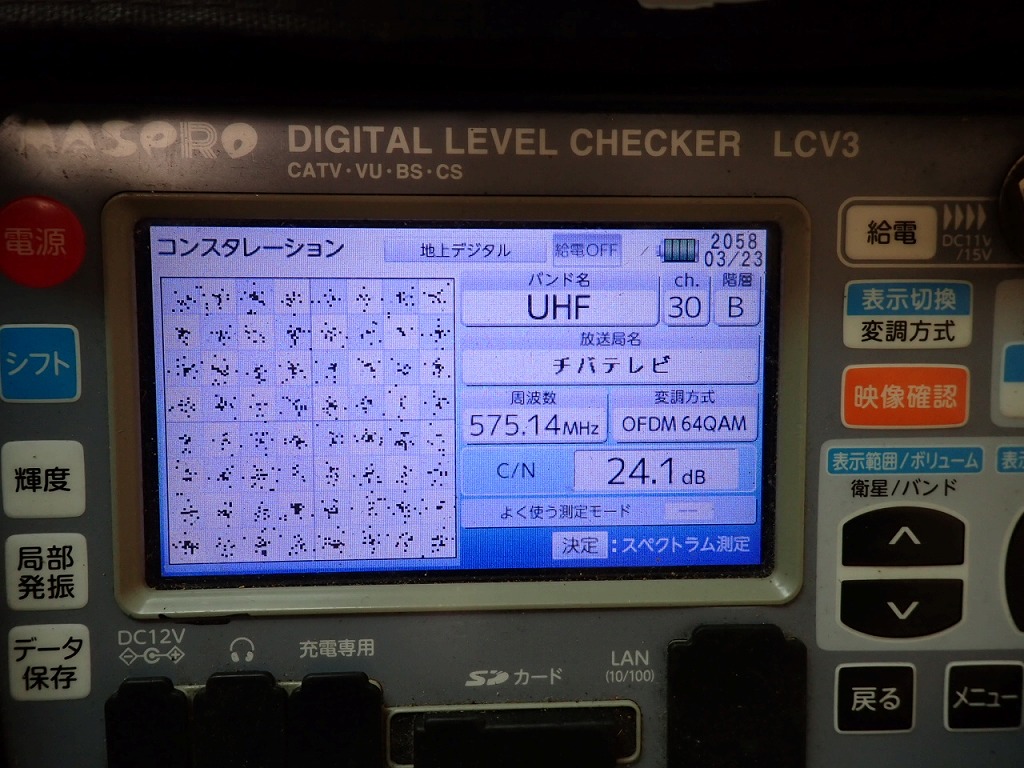 MASPRO DIGITAL LEVEL CHECKER LCV3
CATV・VU・BS・CS
電源
シフト
輝度
局部
発振
データ
保存
コンスタレーション
地上デジタル
給電OFF
2058
03/23
バンド名
ch.
階層
UHF
30
B
放送局名
チバテレビ
周波数
変調方式
575.14MHz
OFDM 64QAM
C/N
24.1dB
よく使う測定モード
--
決定:スペクトラム測定
給電
DC11V
/15V
表示切換
変調方式
映像確認
表示範囲/ボリューム
衛星/バンド
戻る
メニュー
DC12V
充電専用
SDカード
LAN
(10/100)